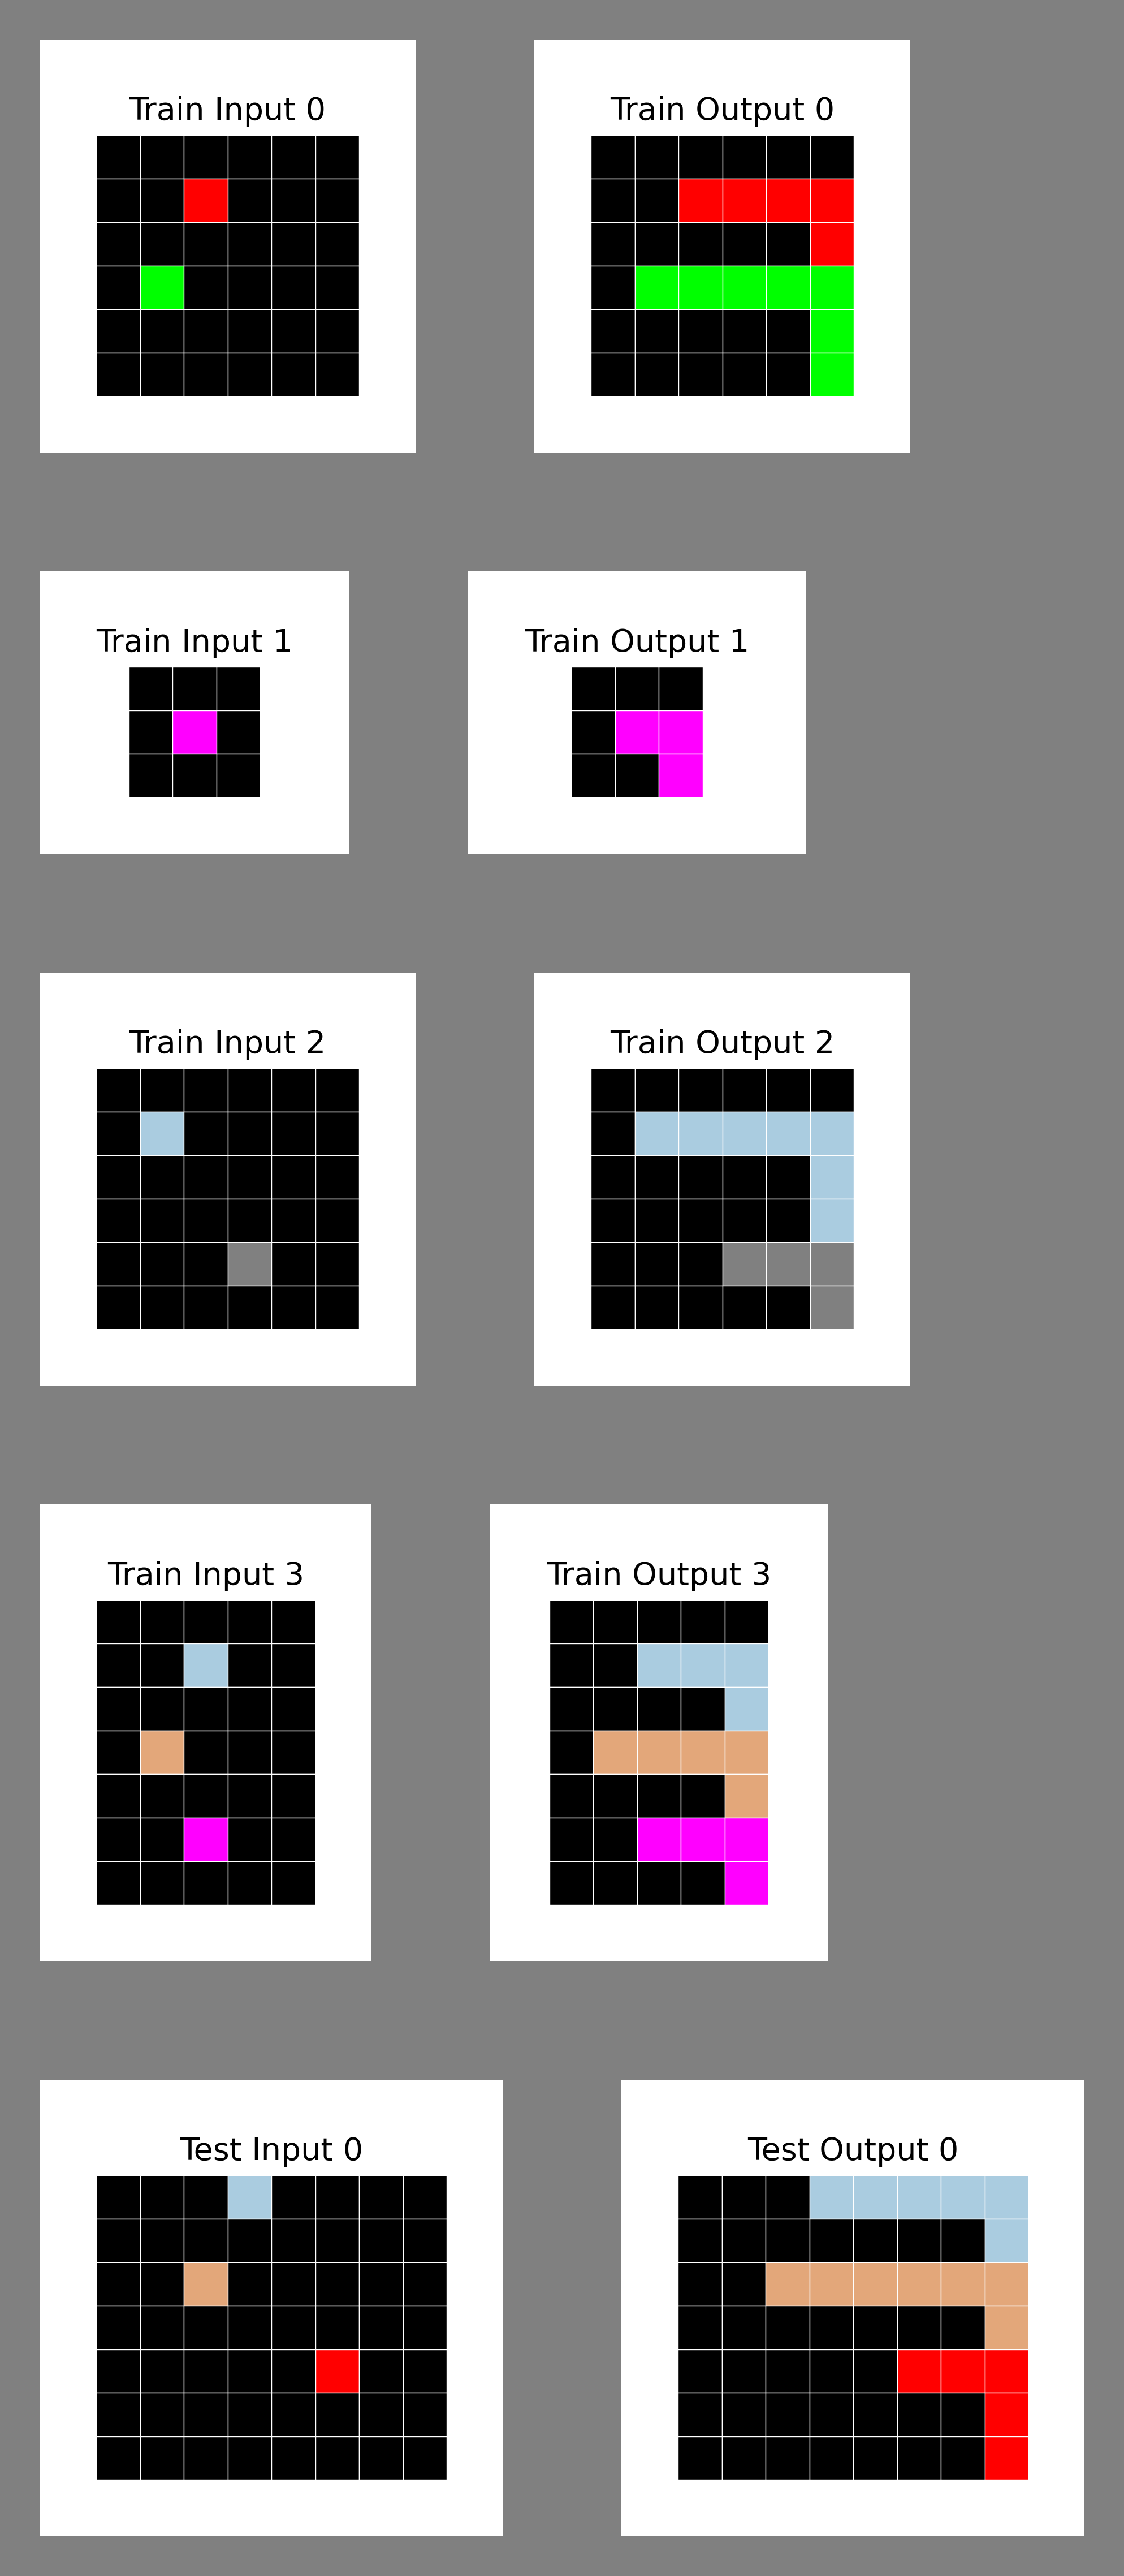 Train Input 0
Train Output 0
Train Input 1
Train Output 1
Train Input 2
Train Output 2
Train Input 3
Train Output 3
Test Input 0
Test Output 0